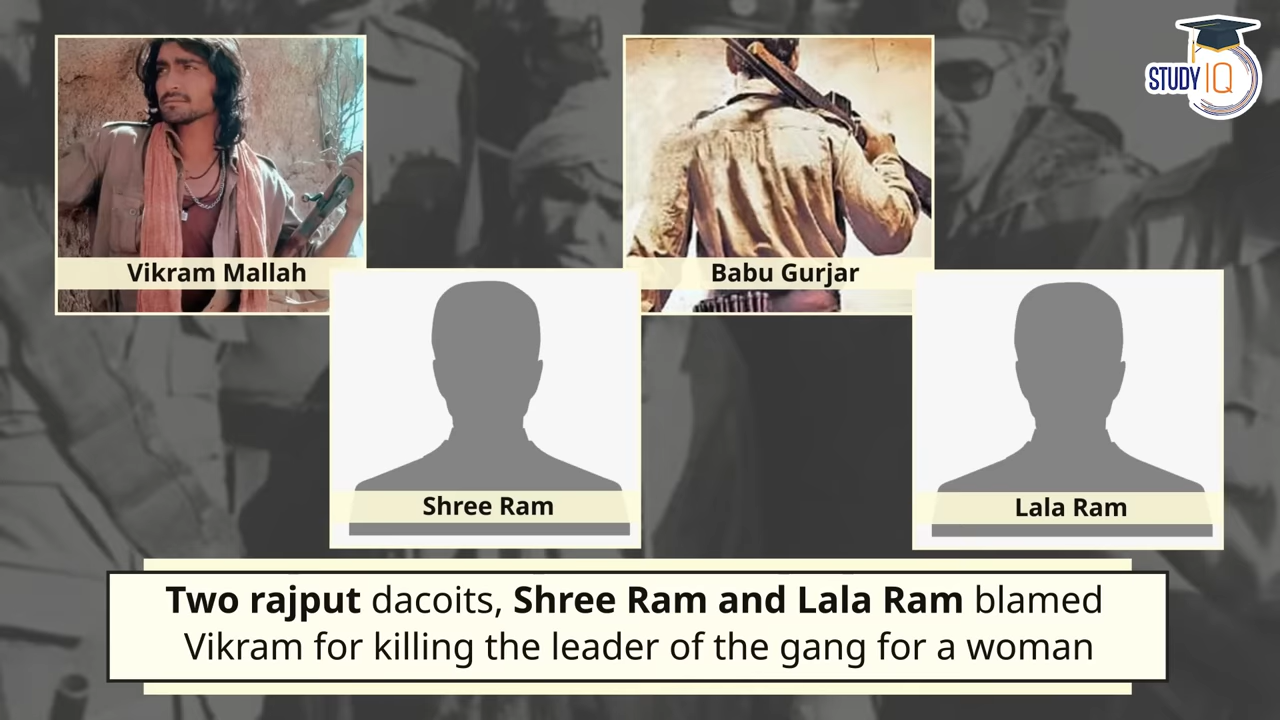 STUDY IQ
Vikram Mallah
Babu Gurjar
Shree Ram
Lala Ram
Two rajput dacoits, Shree Ram and Lala Ram blamed
Vikram for killing the leader of the gang for a woman